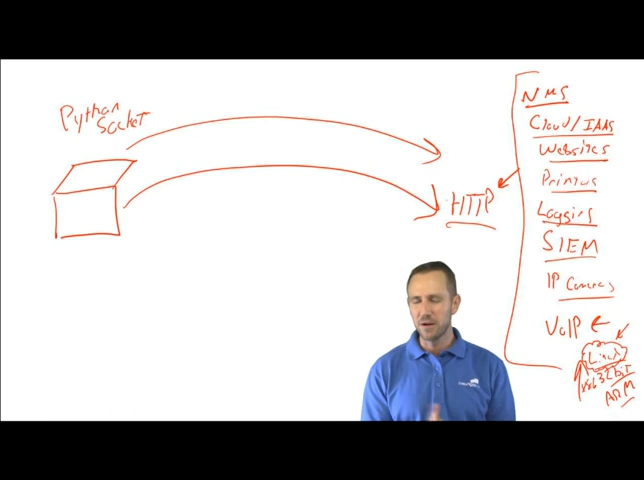 Python
Socket
HTTP
NMS
Cloud/IAAS
Websites
Printers
Logging
SIEM
IP Cameras
VoIP
Linux
x86 32bit
ARM